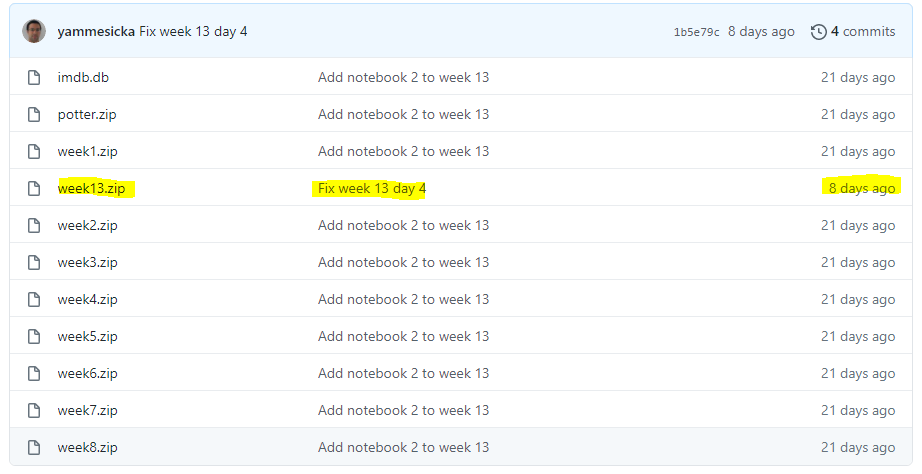 yammesicka Fix week 13 day 4 1b5e79c 8 days ago 4 commits
imdb.db Add notebook 2 to week 13 21 days ago
potter.zip Add notebook 2 to week 13 21 days ago
week1.zip Add notebook 2 to week 13 21 days ago
week13.zip Fix week 13 day 4 8 days ago
week2.zip Add notebook 2 to week 13 21 days ago
week3.zip Add notebook 2 to week 13 21 days ago
week4.zip Add notebook 2 to week 13 21 days ago
week5.zip Add notebook 2 to week 13 21 days ago
week6.zip Add notebook 2 to week 13 21 days ago
week7.zip Add notebook 2 to week 13 21 days ago
week8.zip Add notebook 2 to week 13 21 days ago